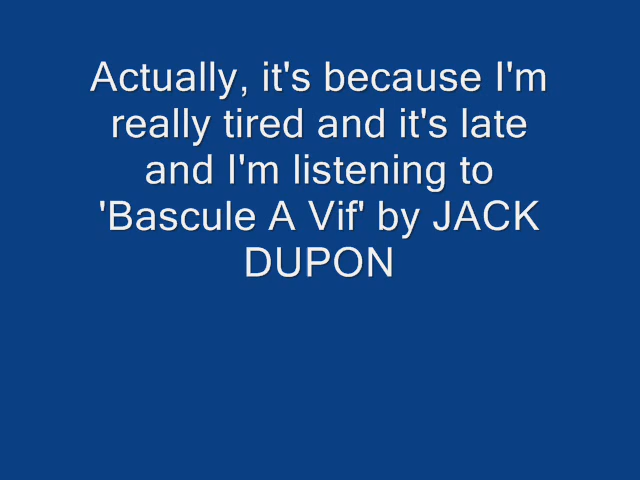 Actually, it's because I'm
really tired and it's late
and I'm listening to
'Bascule A Vif' by JACK
DUPON